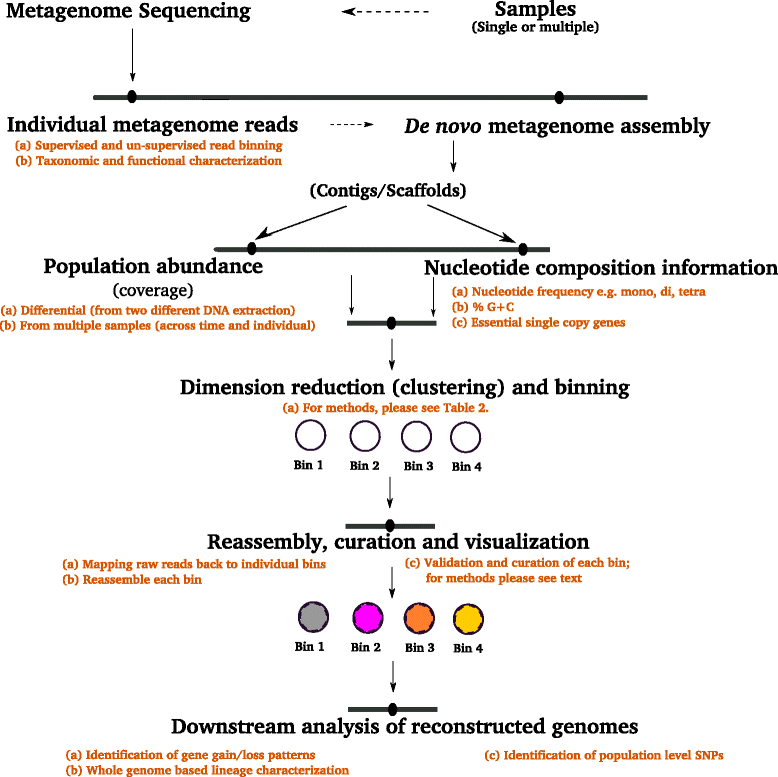 Metagenome Sequencing
Samples
(Single or multiple)
Individual metagenome reads
(a) Supervised and un-supervised read binning
(b) Taxonomic and functional characterization
De novo metagenome assembly
(Contigs/Scaffolds)
Population abundance
(coverage)
(a) Differential (from two different DNA extraction)
(b) From multiple samples (across time and individual)
Nucleotide composition information
(a) Nucleotide frequency e.g. mono, di, tetra
(b) % G+C
(c) Essential single copy genes
Dimension reduction (clustering) and binning
(a) For methods, please see Table 2.
Bin 1 Bin 2 Bin 3 Bin 4
Reassembly, curation and visualization
(a) Mapping raw reads back to individual bins
(b) Reassemble each bin
(c) Validation and curation of each bin;
for methods please see text
Bin 1 Bin 2 Bin 3 Bin 4
Downstream analysis of reconstructed genomes
(a) Identification of gene gain/loss patterns
(b) Whole genome based lineage characterization
(c) Identification of population level SNPs